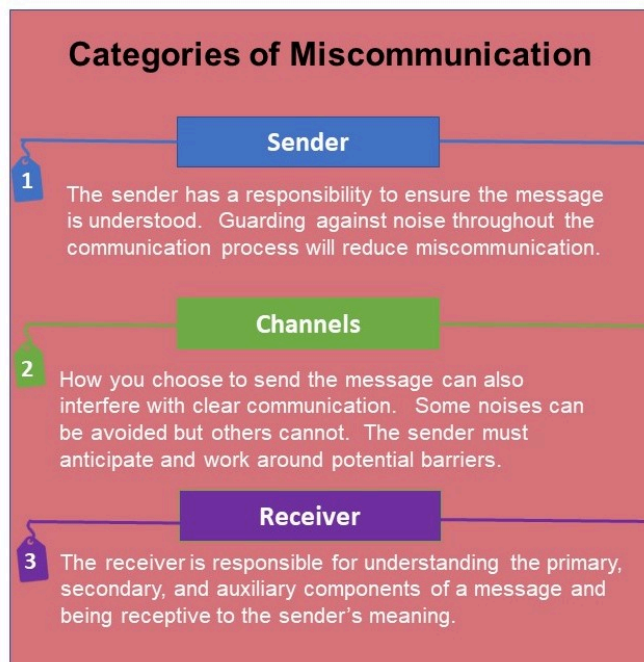 Categories of Miscommunication
Sender
1
The sender has a responsibility to ensure the message
is understood.  Guarding against noise throughout the
communication process will reduce miscommunication.
Channels
2
How you choose to send the message can also
interfere with clear communication.  Some noises can
be avoided but others cannot.  The sender must
anticipate and work around potential barriers.
Receiver
3
The receiver is responsible for understanding the primary,
secondary, and auxiliary components of a message and
being receptive to the sender’s meaning.